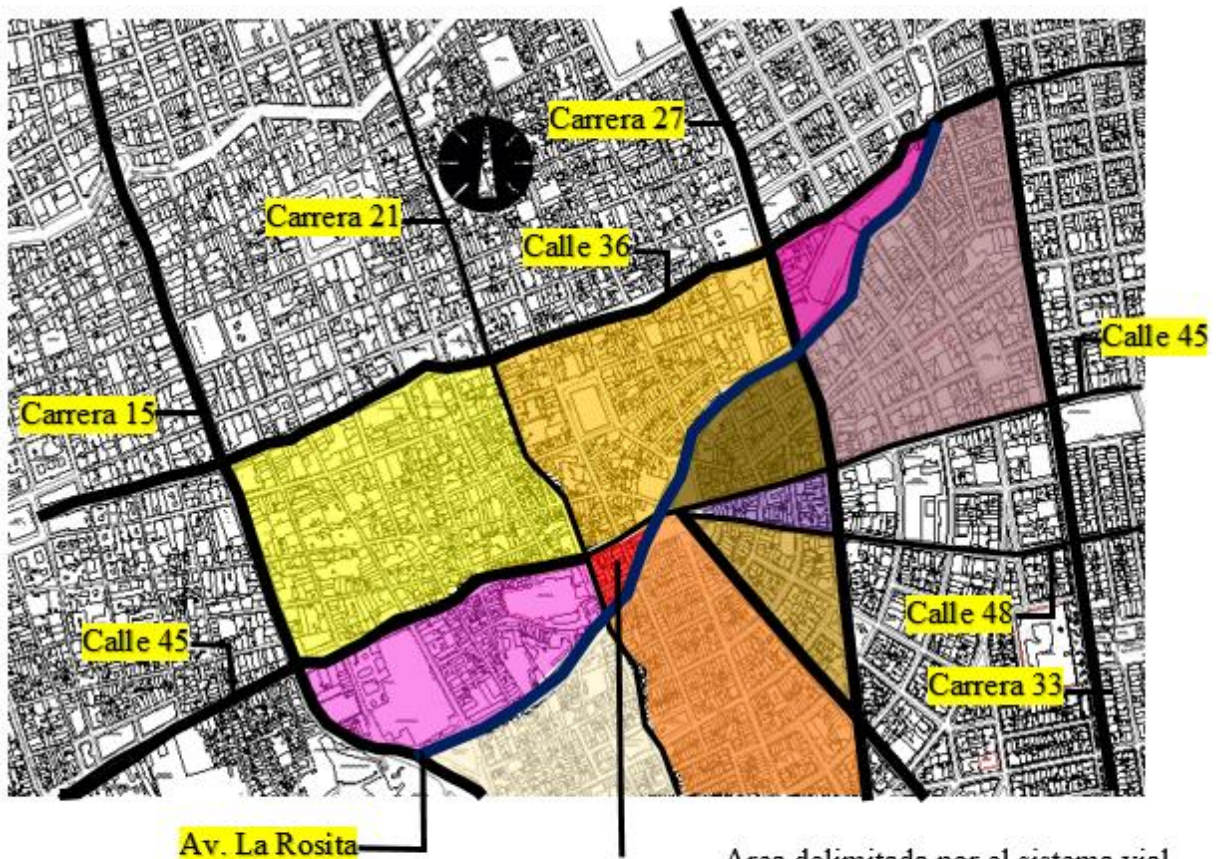 Carrera 27
Carrera 21
Calle 36
Calle 45
Carrera 15
Calle 48
Calle 45
Carrera 33
Av. La Rosita
Area delimitada por el sistema vial